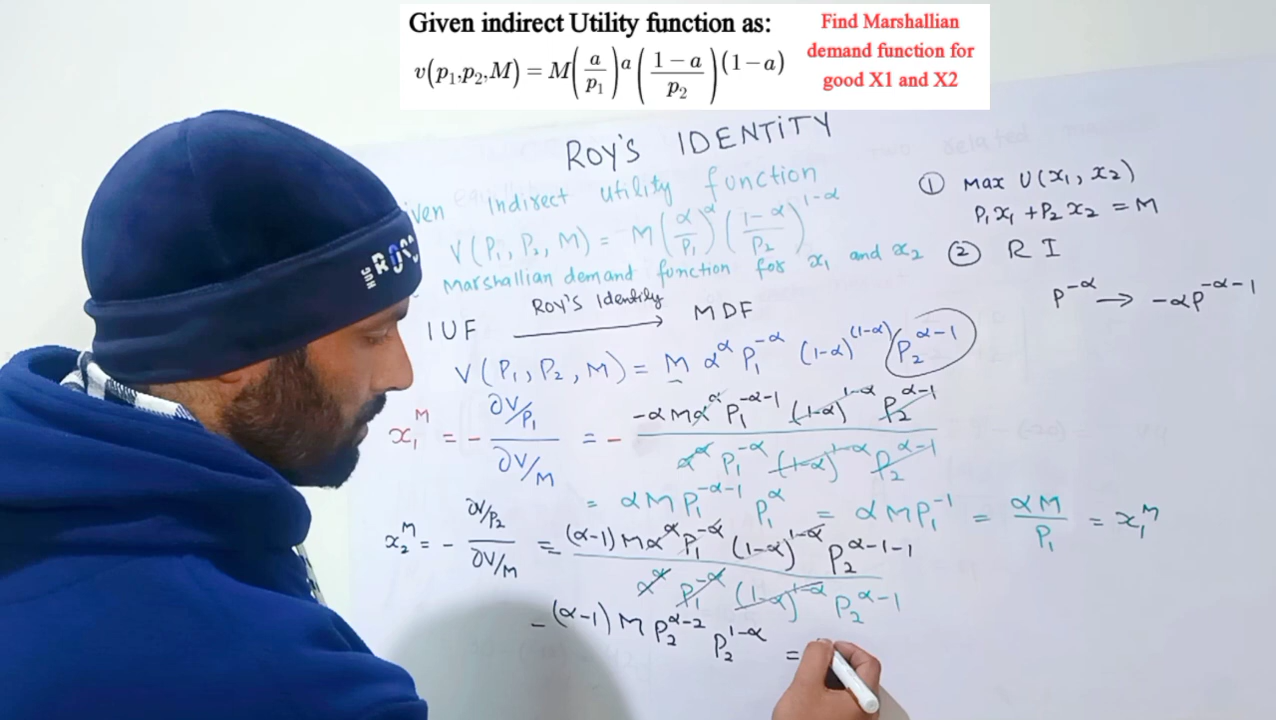 Given indirect Utility function as:
v(p₁,p₂,M) = M(a/p₁)^a ((1−a)/p₂)^(1−a)
Find Marshallian
demand function for
good X1 and X2
ROY'S IDENTITY
ven Indirect utility function
V(P₁, P₂, M) = M(α/P₁)^α ((1-α)/P₂)^1-α
Marshallian demand function for x₁ and x₂
① Max U(x₁, x₂)
P₁x₁ + P₂x₂ = M
② R I
P^-α → -αP^-α-1
IUF Roy's Identity → MDF
V(P₁, P₂, M) = M α^α P₁^-α (1-α)^(1-α) P₂^α-1
x₁^M = - (∂V/P₁)/(∂V/M) = - (-α M α^α P₁^-α-1 (1-α)^1-α P₂^α-1)/(α^α P₁^-α (1-α)^1-α P₂^α-1)
= α M P₁^-α-1 P₁^α = α M P₁^-1 = αM/P₁ = x₁^M
x₂^M = - (∂V/P₂)/(∂V/M) = ((α-1) M α^α P₁^-α (1-α)^1-α P₂^α-1-1)/(α^α P₁^-α (1-α)^1-α P₂^α-1)
-(α-1) M P₂^α-2 P₂^1-α =